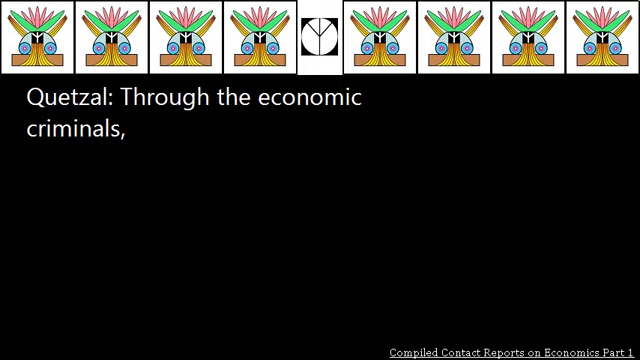 Quetzal: Through the economic
criminals,
Compiled Contact Reports on Economics Part 1